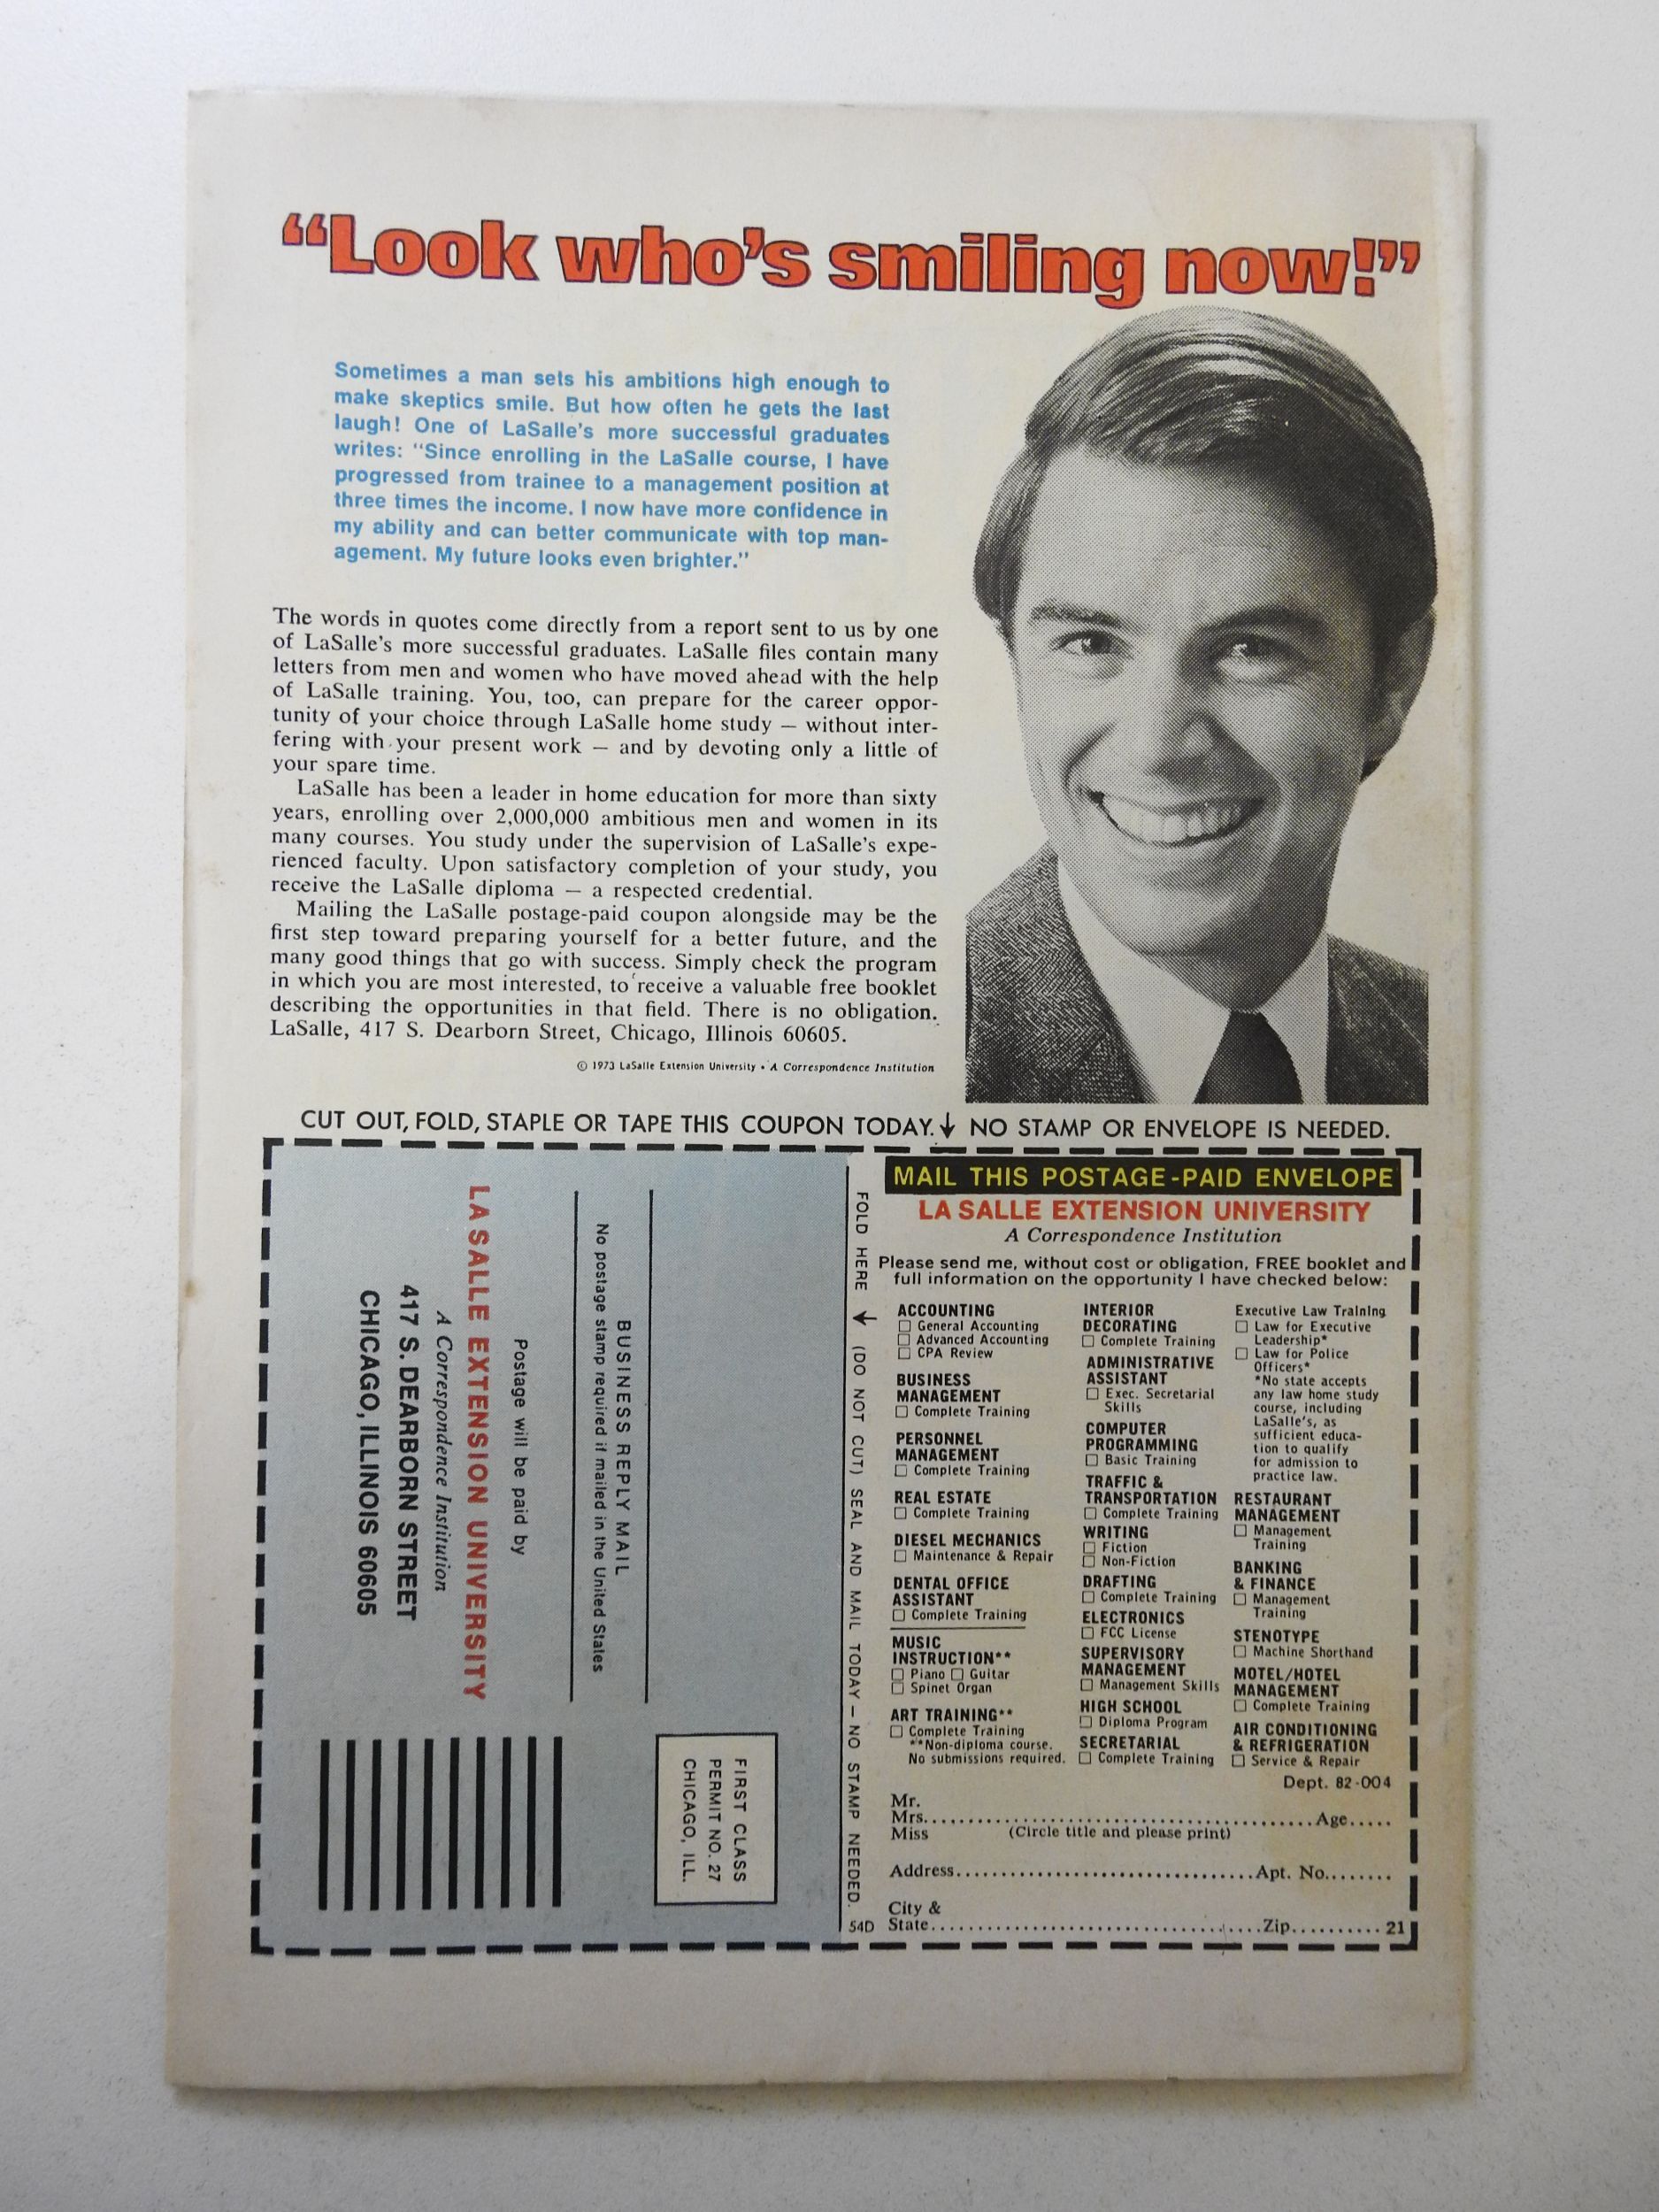 “Look who’s smiling now!”
Sometimes a man sets his ambitions high enough to
make skeptics smile. But how often he gets the last
laugh! One of LaSalle’s more successful graduates
writes: “Since enrolling in the LaSalle course, I have
progressed from trainee to a management position at
three times the income. I now have more confidence in
my ability and can better communicate with top man-
agement. My future looks even brighter.”
The words in quotes come directly from a report sent to us by one
of LaSalle’s more successful graduates. LaSalle files contain many
letters from men and women who have moved ahead with the help
of LaSalle training. You, too, can prepare for the career oppor-
tunity of your choice through LaSalle home study — without inter-
fering with your present work — and by devoting only a little of
your spare time.
LaSalle has been a leader in home education for more than sixty
years, enrolling over 2,000,000 ambitious men and women in its
many courses. You study under the supervision of LaSalle’s expe-
rienced faculty. Upon satisfactory completion of your study, you
receive the LaSalle diploma — a respected credential.
Mailing the LaSalle postage-paid coupon alongside may be the
first step toward preparing yourself for a better future, and the
many good things that go with success. Simply check the program
in which you are most interested, to receive a valuable free booklet
describing the opportunities in that field. There is no obligation.
LaSalle, 417 S. Dearborn Street, Chicago, Illinois 60605.
© 1973 LaSalle Extension University • A Correspondence Institution
CUT OUT, FOLD, STAPLE OR TAPE THIS COUPON TODAY.↓ NO STAMP OR ENVELOPE IS NEEDED.
FIRST CLASS
PERMIT NO. 27
CHICAGO, ILL.
BUSINESS REPLY MAIL
No postage stamp required if mailed in the United States
Postage will be paid by
LA SALLE EXTENSION UNIVERSITY
A Correspondence Institution
417 S. DEARBORN STREET
CHICAGO, ILLINOIS 60605
FOLD HERE ↓ (DO NOT CUT) SEAL AND MAIL TODAY — NO STAMP NEEDED.
54D
MAIL THIS POSTAGE-PAID ENVELOPE
LA SALLE EXTENSION UNIVERSITY
A Correspondence Institution
Please send me, without cost or obligation, FREE booklet and
full information on the opportunity I have checked below:
ACCOUNTING
☐ General Accounting
☐ Advanced Accounting
☐ CPA Review
BUSINESS
MANAGEMENT
☐ Complete Training
PERSONNEL
MANAGEMENT
☐ Complete Training
REAL ESTATE
☐ Complete Training
DIESEL MECHANICS
☐ Maintenance & Repair
DENTAL OFFICE
ASSISTANT
☐ Complete Training
MUSIC
INSTRUCTION**
☐ Piano ☐ Guitar
☐ Spinet Organ
ART TRAINING**
☐ Complete Training
**Non-diploma course.
No submissions required.
INTERIOR
DECORATING
☐ Complete Training
ADMINISTRATIVE
ASSISTANT
☐ Exec. Secretarial
Skills
COMPUTER
PROGRAMMING
☐ Basic Training
TRAFFIC &
TRANSPORTATION
☐ Complete Training
WRITING
☐ Fiction
☐ Non-Fiction
DRAFTING
☐ Complete Training
ELECTRONICS
☐ FCC License
SUPERVISORY
MANAGEMENT
☐ Management Skills
HIGH SCHOOL
☐ Diploma Program
SECRETARIAL
☐ Complete Training
Executive Law Training
☐ Law for Executive
Leadership*
☐ Law for Police
Officers*
*No state accepts
any law home study
course, including
LaSalle’s, as
sufficient educa-
tion to qualify
for admission to
practice law.
RESTAURANT
MANAGEMENT
☐ Management
Training
BANKING
& FINANCE
☐ Management
Training
STENOTYPE
☐ Machine Shorthand
MOTEL/HOTEL
MANAGEMENT
☐ Complete Training
AIR CONDITIONING
& REFRIGERATION
☐ Service & Repair
Dept. 82-004
Mr.
Mrs. Age
Miss (Circle title and please print)
Address Apt. No.
City &
State Zip 21